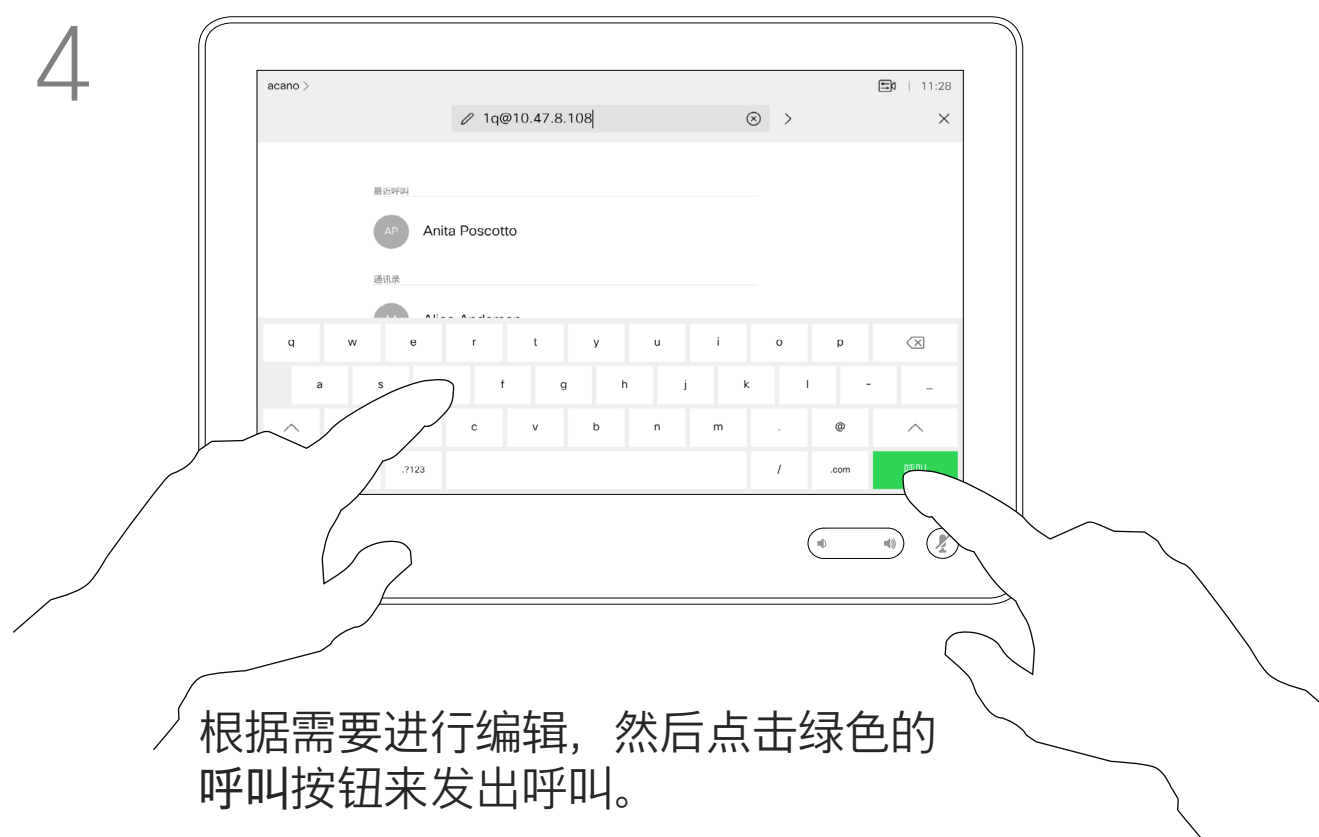 4
acano >
11:28
1q@10.47.8.108
最近呼叫
AP Anita Poscotto
通讯录
q w e r t y u i o p
a s f g h j k l - _
c v b n m . @
.?123 / .com 呼叫
根据需要进行编辑，然后点击绿色的
呼叫按钮来发出呼叫。